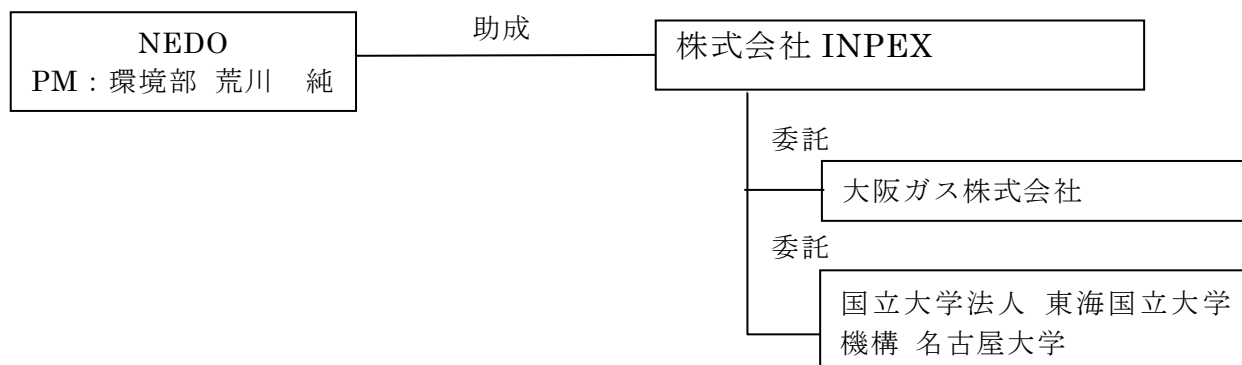 NEDO
PM：環境部 荒川　純
助成
株式会社 INPEX
委託
大阪ガス株式会社
委託
国立大学法人 東海国立大学
機構 名古屋大学